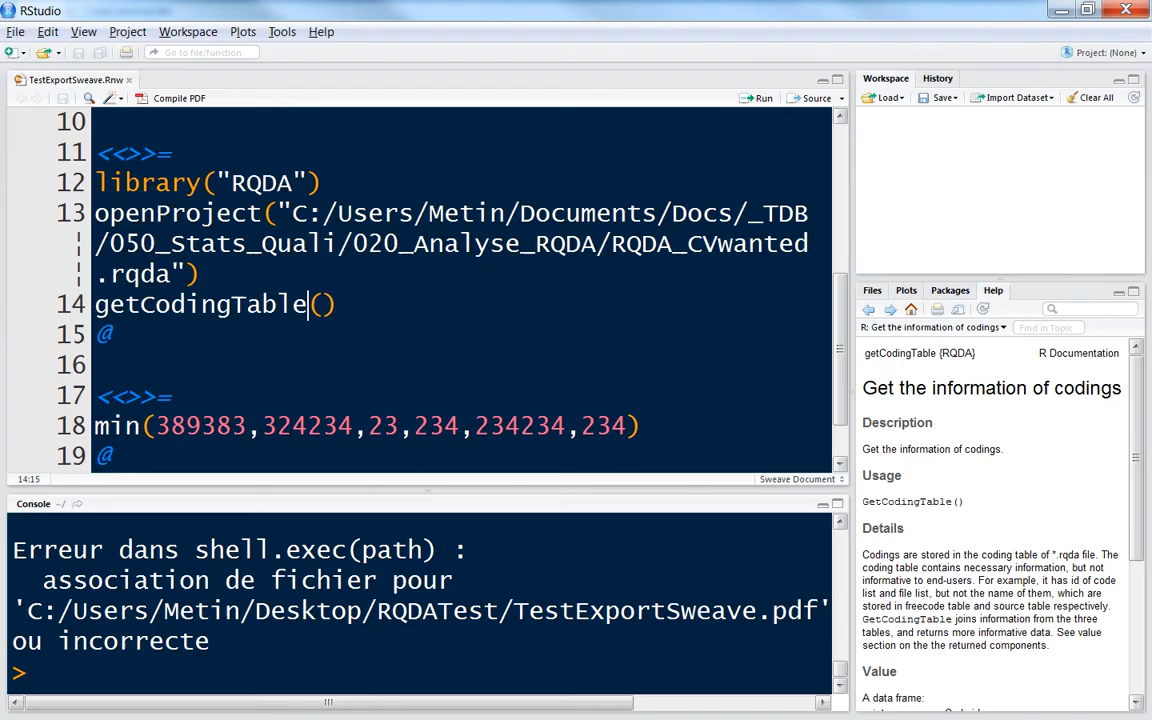 RStudio
File Edit View Project Workspace Plots Tools Help
Go to file/function
Project: (None)
TestExportSweave.Rnw
Compile PDF
Run
Source
10
11 <<>>=
12 library("RQDA")
13 openProject("C:/Users/Metin/Documents/Docs/_TDB
/050_Stats_Quali/020_Analyse_RQDA/RQDA_CVwanted
.rqda")
14 getCodingTable()
15 @
16
17 <<>>=
18 min(389383,324234,23,234,234234,234)
19 @
14:15
Sweave Document
Console ~/
Erreur dans shell.exec(path) :
association de fichier pour
'C:/Users/Metin/Desktop/RQDATest/TestExportSweave.pdf'
ou incorrecte
>
Workspace History
Load Save Import Dataset Clear All
Files Plots Packages Help
R: Get the information of codings Find in Topic
getCodingTable {RQDA} R Documentation
Get the information of codings
Description
Get the information of codings.
Usage
GetCodingTable()
Details
Codings are stored in the coding table of *.rqda file. The
coding table contains necessary information, but not
informative to end-users. For example, it has id of code
list and file list, but not the name of them, which are
stored in freecode table and source table respectively.
GetCodingTable joins information from the three
tables, and returns more informative data. See value
section on the the returned components.
Value
A data frame: